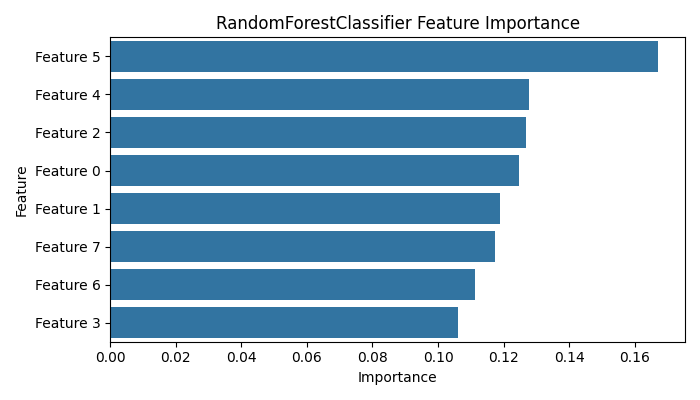 RandomForestClassifier Feature Importance
Feature 5
Feature 4
Feature 2
Feature 0
Feature 1
Feature 7
Feature 6
Feature 3
Feature
0.00 0.02 0.04 0.06 0.08 0.10 0.12 0.14 0.16
Importance